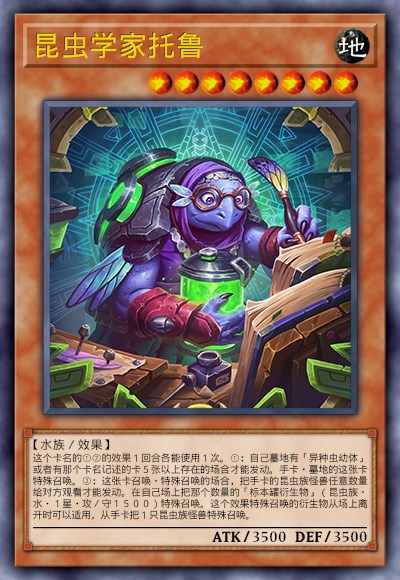 昆虫学家托鲁
地
【水族／效果】
这个卡名的①②的效果１回合各能使用１次。①：自己墓地有「异种虫幼体」
或者有那个卡名记述的卡５张以上存在的场合才能发动。手卡・墓地的这张卡
特殊召唤。②：这张卡召唤・特殊召唤的场合，把手卡的昆虫族怪兽任意数量
给对方观看才能发动。在自己场上把那个数量的「标本罐衍生物」（昆虫族・
水・1星・攻／守１５００）特殊召唤。这个效果特殊召唤的衍生物从场上离
开时可以适用，从手卡把１只昆虫族怪兽特殊召唤。
ATK/3500 DEF/3500